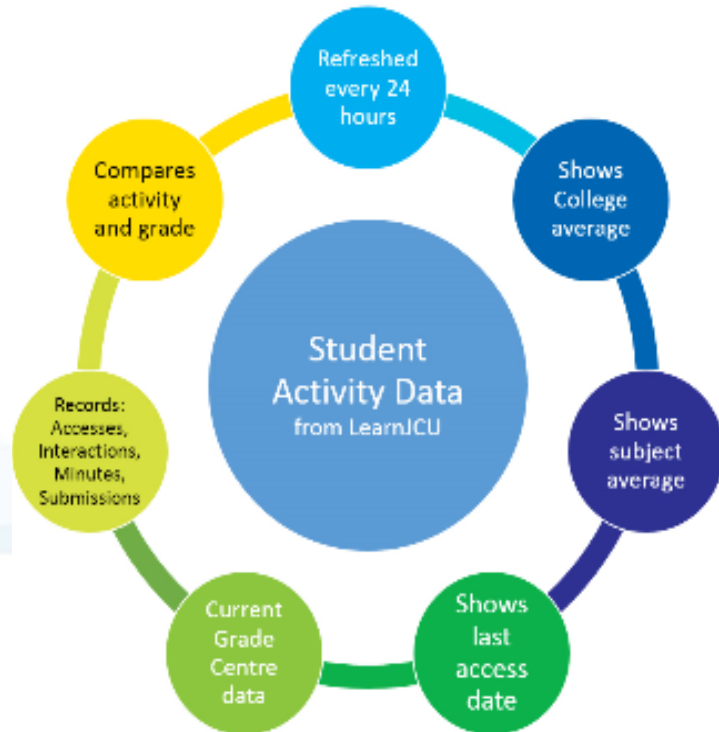 Refreshed
every 24
hours
Shows
College
average
Shows
subject
average
Shows
last
access
date
Current
Grade
Centre
data
Records:
Accesses,
Interactions,
Minutes,
Submissions
Compares
activity
and grade
Student
Activity Data
from LearnJCU